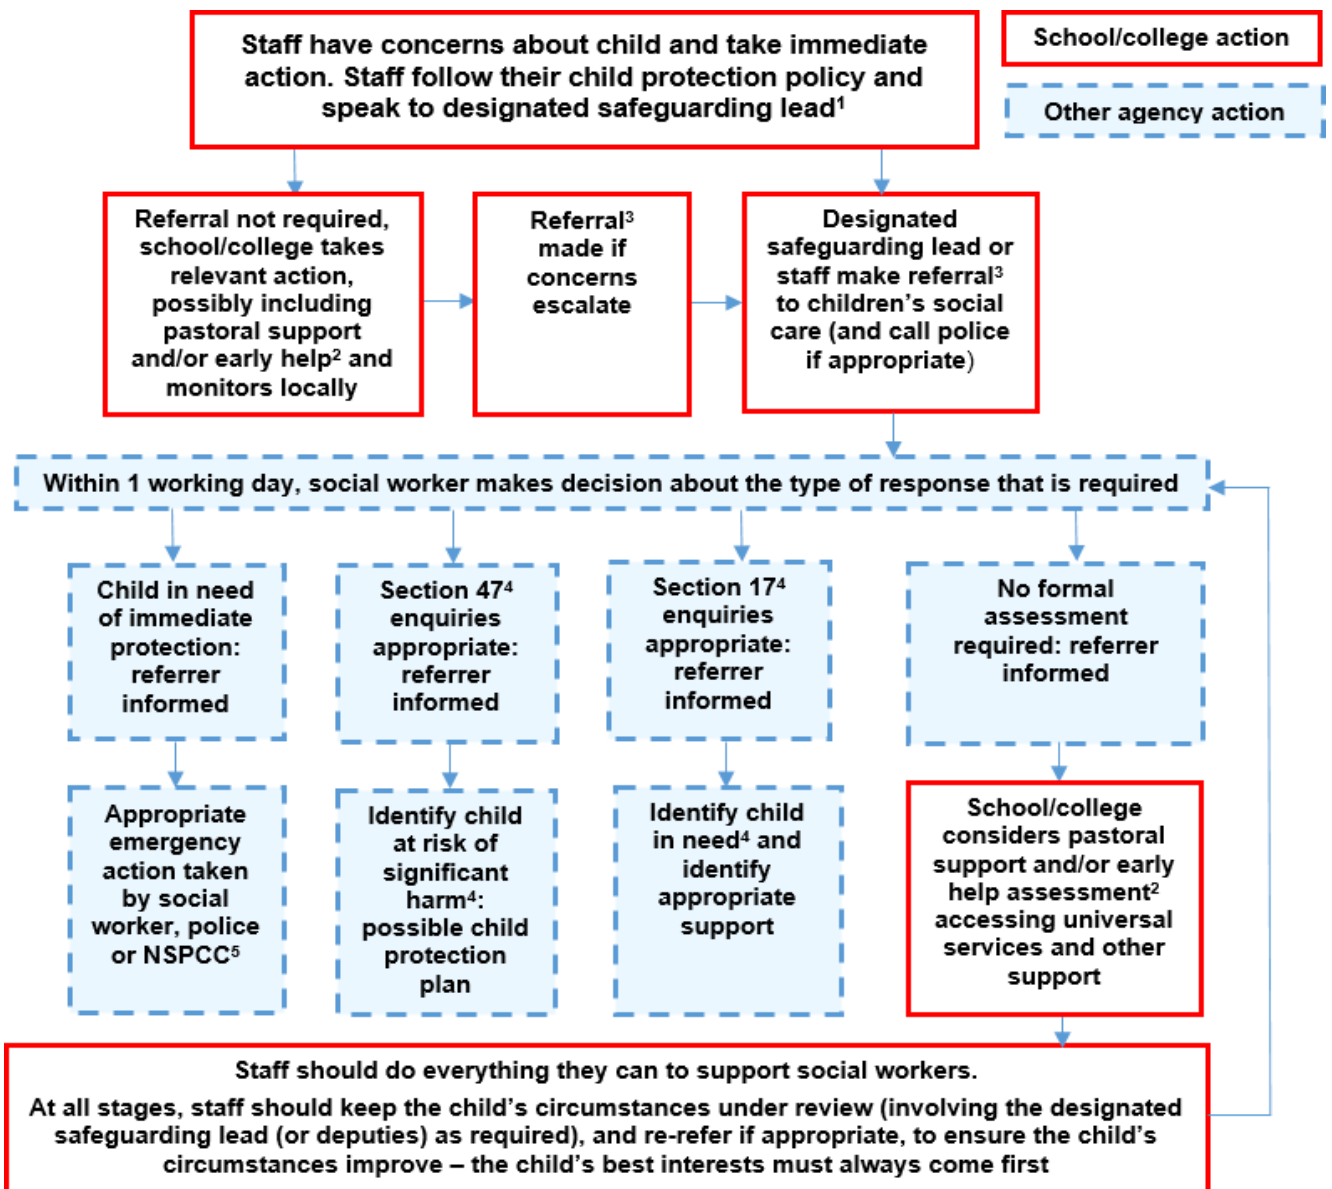 Staff have concerns about child and take immediate
action. Staff follow their child protection policy and
speak to designated safeguarding lead¹
School/college action
Other agency action
Referral not required,
school/college takes
relevant action,
possibly including
pastoral support
and/or early help² and
monitors locally
Referral³
made if
concerns
escalate
Designated
safeguarding lead or
staff make referral³
to children’s social
care (and call police
if appropriate)
Within 1 working day, social worker makes decision about the type of response that is required
Child in need
of immediate
protection:
referrer
informed
Section 47⁴
enquiries
appropriate:
referrer
informed
Section 17⁴
enquiries
appropriate:
referrer
informed
No formal
assessment
required: referrer
informed
Appropriate
emergency
action taken
by social
worker, police
or NSPCC⁵
Identify child
at risk of
significant
harm⁴:
possible child
protection
plan
Identify child
in need⁴ and
identify
appropriate
support
School/college
considers pastoral
support and/or early
help assessment²
accessing universal
services and other
support
Staff should do everything they can to support social workers.
At all stages, staff should keep the child’s circumstances under review (involving the designated
safeguarding lead (or deputies) as required), and re-refer if appropriate, to ensure the child’s
circumstances improve – the child’s best interests must always come first